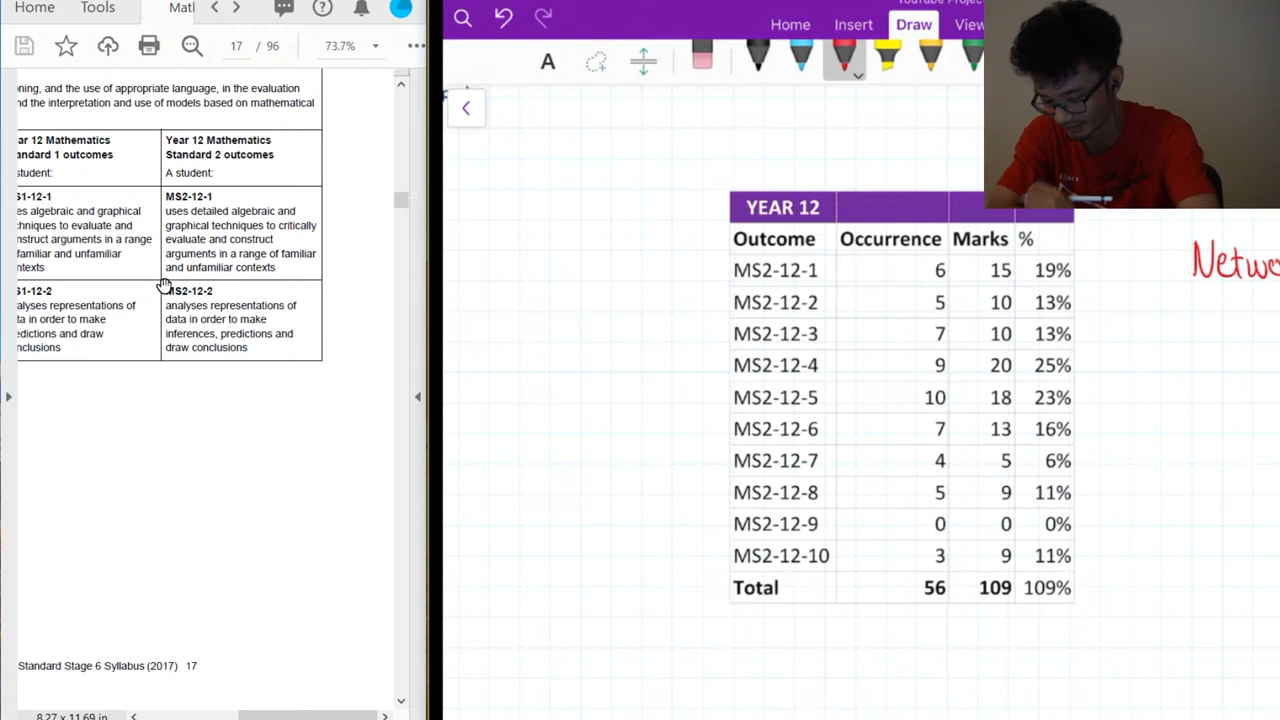 Home Tools Mat
17 / 96 73.7%
oning, and the use of appropriate language, in the evaluation
nd the interpretation and use of models based on mathematical
ar 12 Mathematics
andard 1 outcomes
student:
Year 12 Mathematics
Standard 2 outcomes
A student:
S1-12-1
es algebraic and graphical
chniques to evaluate and
nstruct arguments in a range
familiar and unfamiliar
ntexts
MS2-12-1
uses detailed algebraic and
graphical techniques to critically
evaluate and construct
arguments in a range of familiar
and unfamiliar contexts
S1-12-2
alyses representations of
ta in order to make
edictions and draw
nclusions
MS2-12-2
analyses representations of
data in order to make
inferences, predictions and
draw conclusions
Standard Stage 6 Syllabus (2017) 17
8.27 x 11.69 in
YouTube Proje
Home Insert Draw View
A
YEAR 12
Outcome Occurrence Marks %
MS2-12-1 6 15 19%
MS2-12-2 5 10 13%
MS2-12-3 7 10 13%
MS2-12-4 9 20 25%
MS2-12-5 10 18 23%
MS2-12-6 7 13 16%
MS2-12-7 4 5 6%
MS2-12-8 5 9 11%
MS2-12-9 0 0 0%
MS2-12-10 3 9 11%
Total 56 109 109%
Netwo